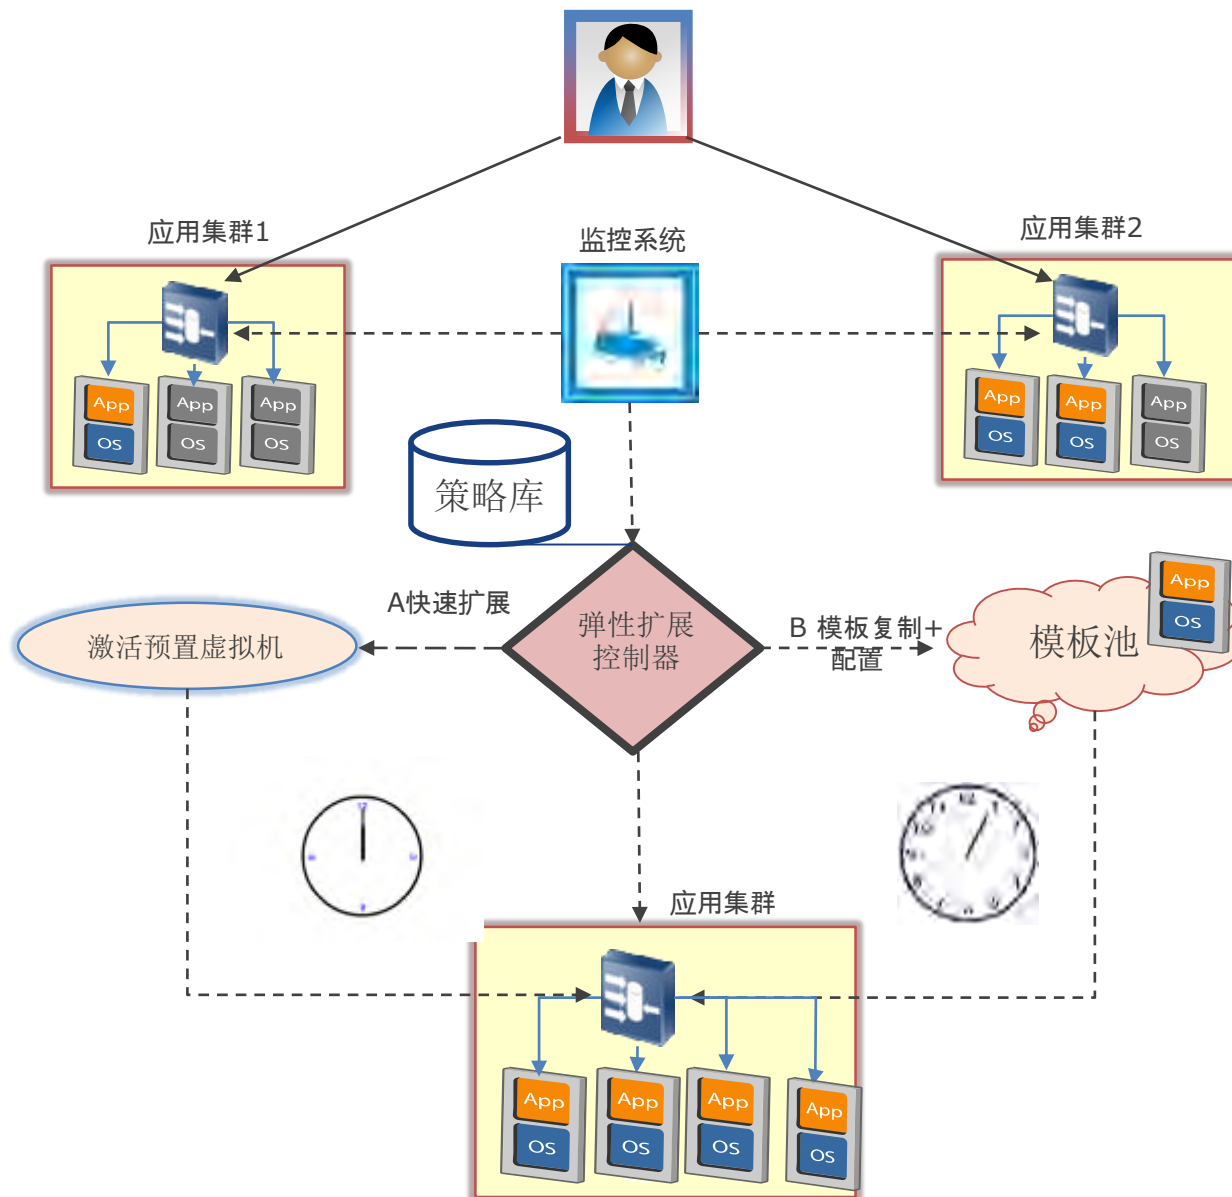 应用集群1
监控系统
应用集群2
App
OS
App
OS
App
OS
App
OS
App
OS
App
OS
策略库
A快速扩展
激活预置虚拟机
弹性扩展
控制器
B 模板复制+
配置
模板池
App
OS
12
应用集群
App
OS
App
OS
App
OS
App
OS